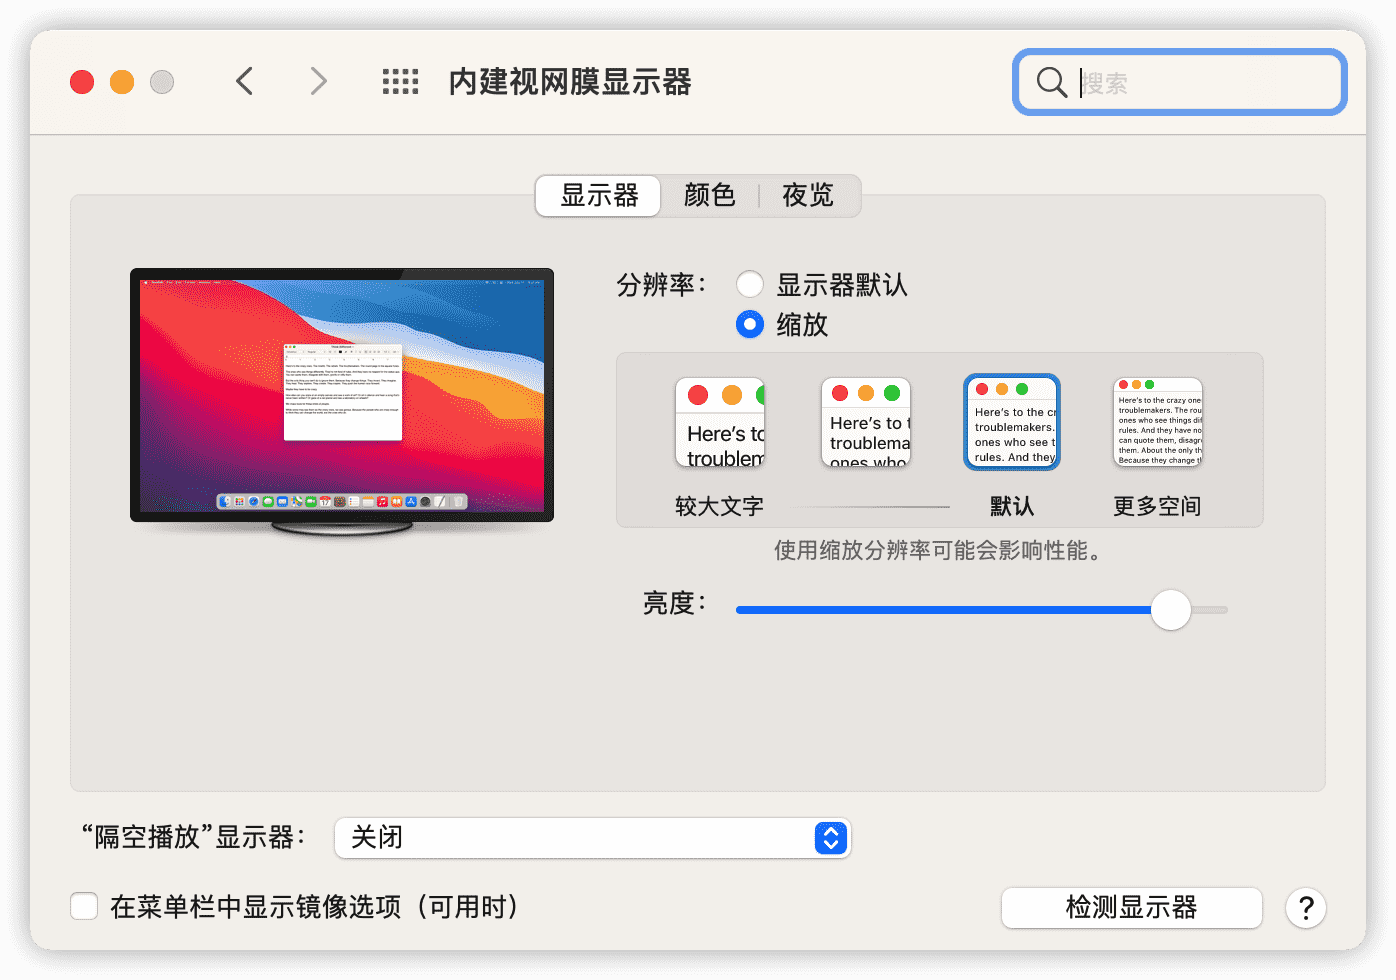 内建视网膜显示器
搜索
显示器
颜色
夜览
分辨率：
显示器默认
缩放
Here's to
troublem
Here's to t
troublema
ones who
Here's to the cr
troublemakers.
ones who see t
rules. And they
Here's to the crazy one
troublemakers. The rou
ones who see things dif
rules. And they have no
can quote them, disagre
them. About the only th
Because they change t
较大文字
默认
更多空间
使用缩放分辨率可能会影响性能。
亮度：
“隔空播放”显示器：
关闭
在菜单栏中显示镜像选项（可用时）
检测显示器
?